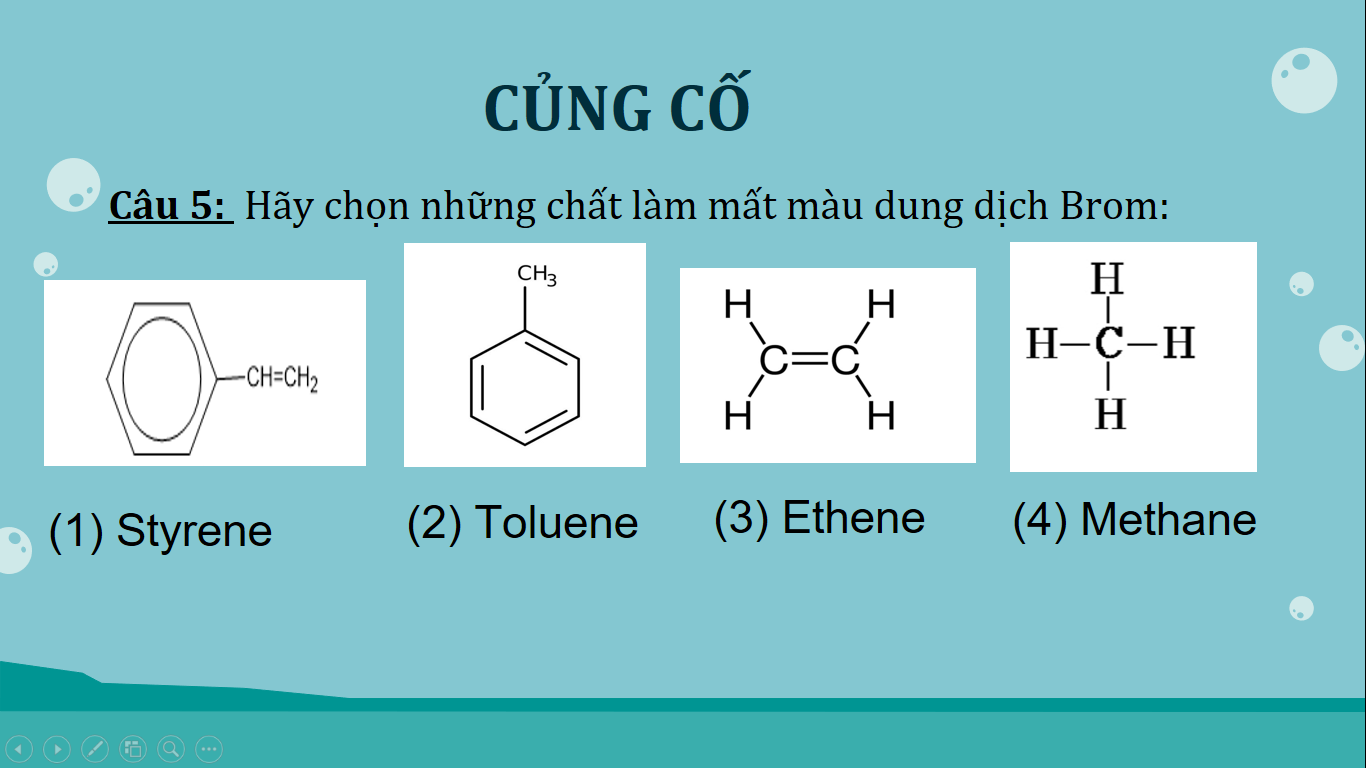 CỦNG CỐ
Câu 5: Hãy chọn những chất làm mất màu dung dịch Brom:
CH=CH2
CH3
H H
C=C
H H
H
H–C–H
H
(1) Styrene
(2) Toluene
(3) Ethene
(4) Methane